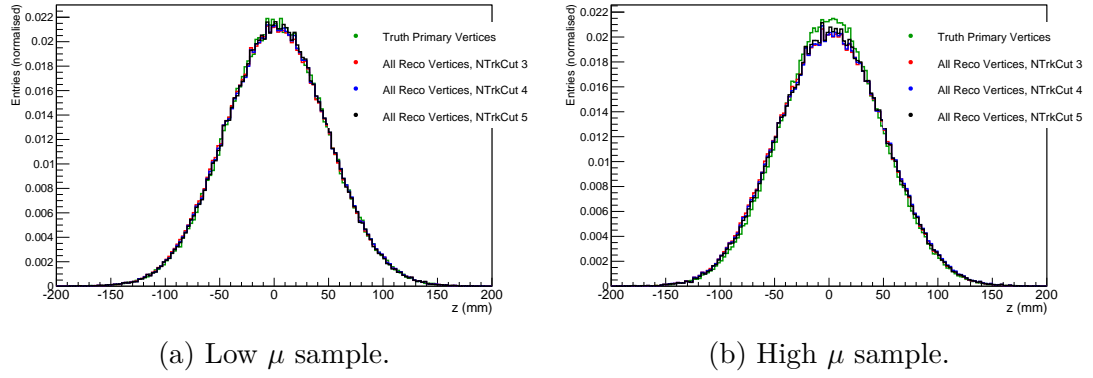 Entries (normalised)
0.022
0.02
0.018
0.016
0.014
0.012
0.01
0.008
0.006
0.004
0.002
0
-200 -150 -100 -50 0 50 100 150 200
z (mm)
Truth Primary Vertices
All Reco Vertices, NTrkCut 3
All Reco Vertices, NTrkCut 4
All Reco Vertices, NTrkCut 5
(a) Low μ sample.
Entries (normalised)
0.022
0.02
0.018
0.016
0.014
0.012
0.01
0.008
0.006
0.004
0.002
0
-200 -150 -100 -50 0 50 100 150 200
z (mm)
Truth Primary Vertices
All Reco Vertices, NTrkCut 3
All Reco Vertices, NTrkCut 4
All Reco Vertices, NTrkCut 5
(b) High μ sample.